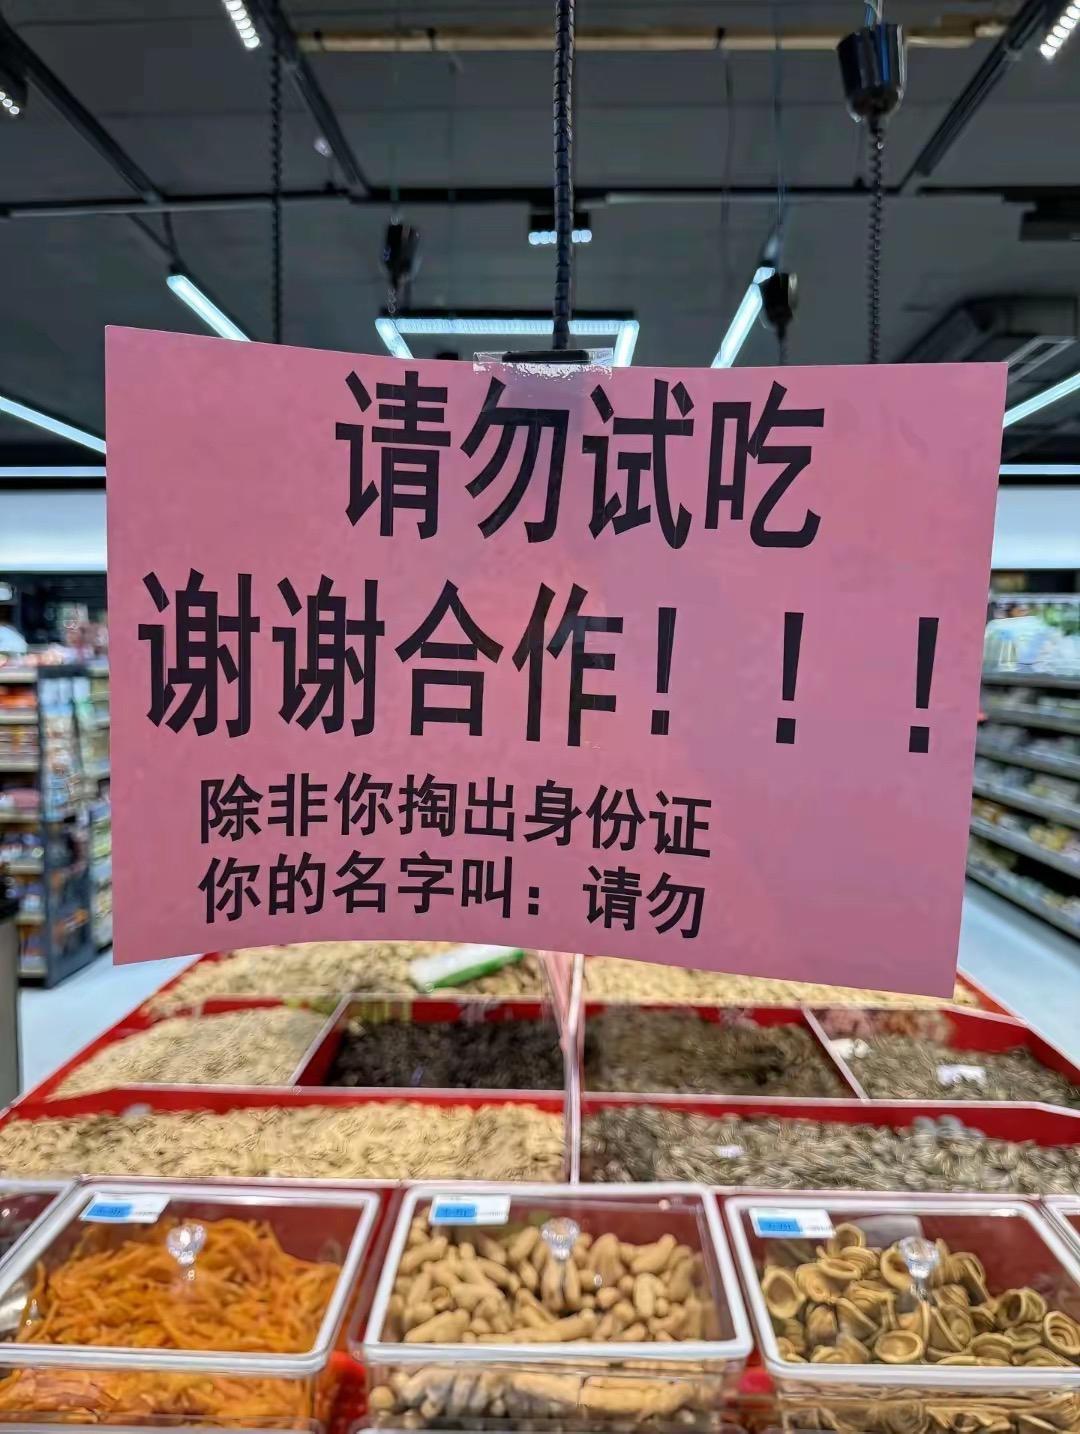 请勿试吃
谢谢合作！！！
除非你掏出身份证
你的名字叫：请勿